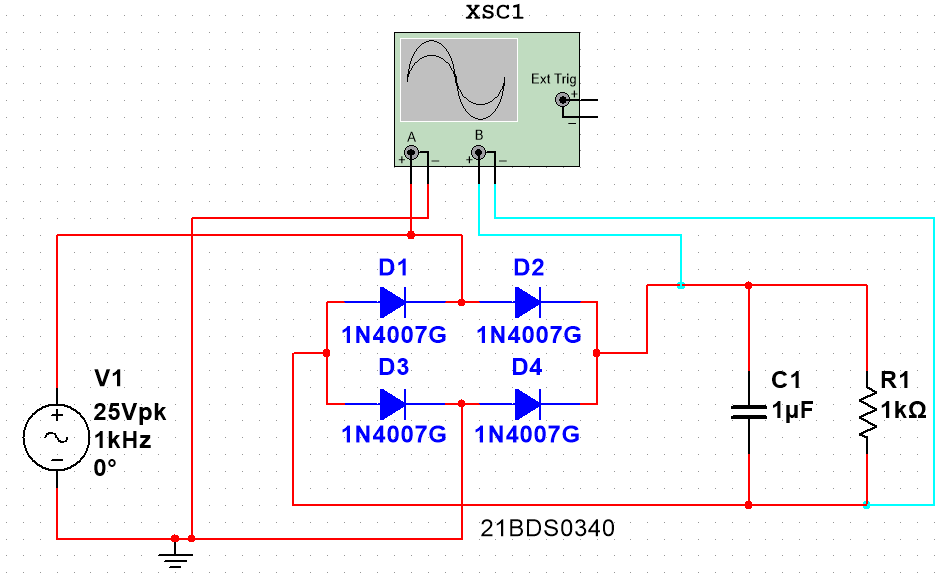 XSC1
Ext Trig
+
−
A
B
+
−
+
−
D1
D2
1N4007G
1N4007G
D3
D4
1N4007G
1N4007G
V1
+
−
25Vpk
1kHz
0°
C1
1µF
R1
1kΩ
21BDS0340